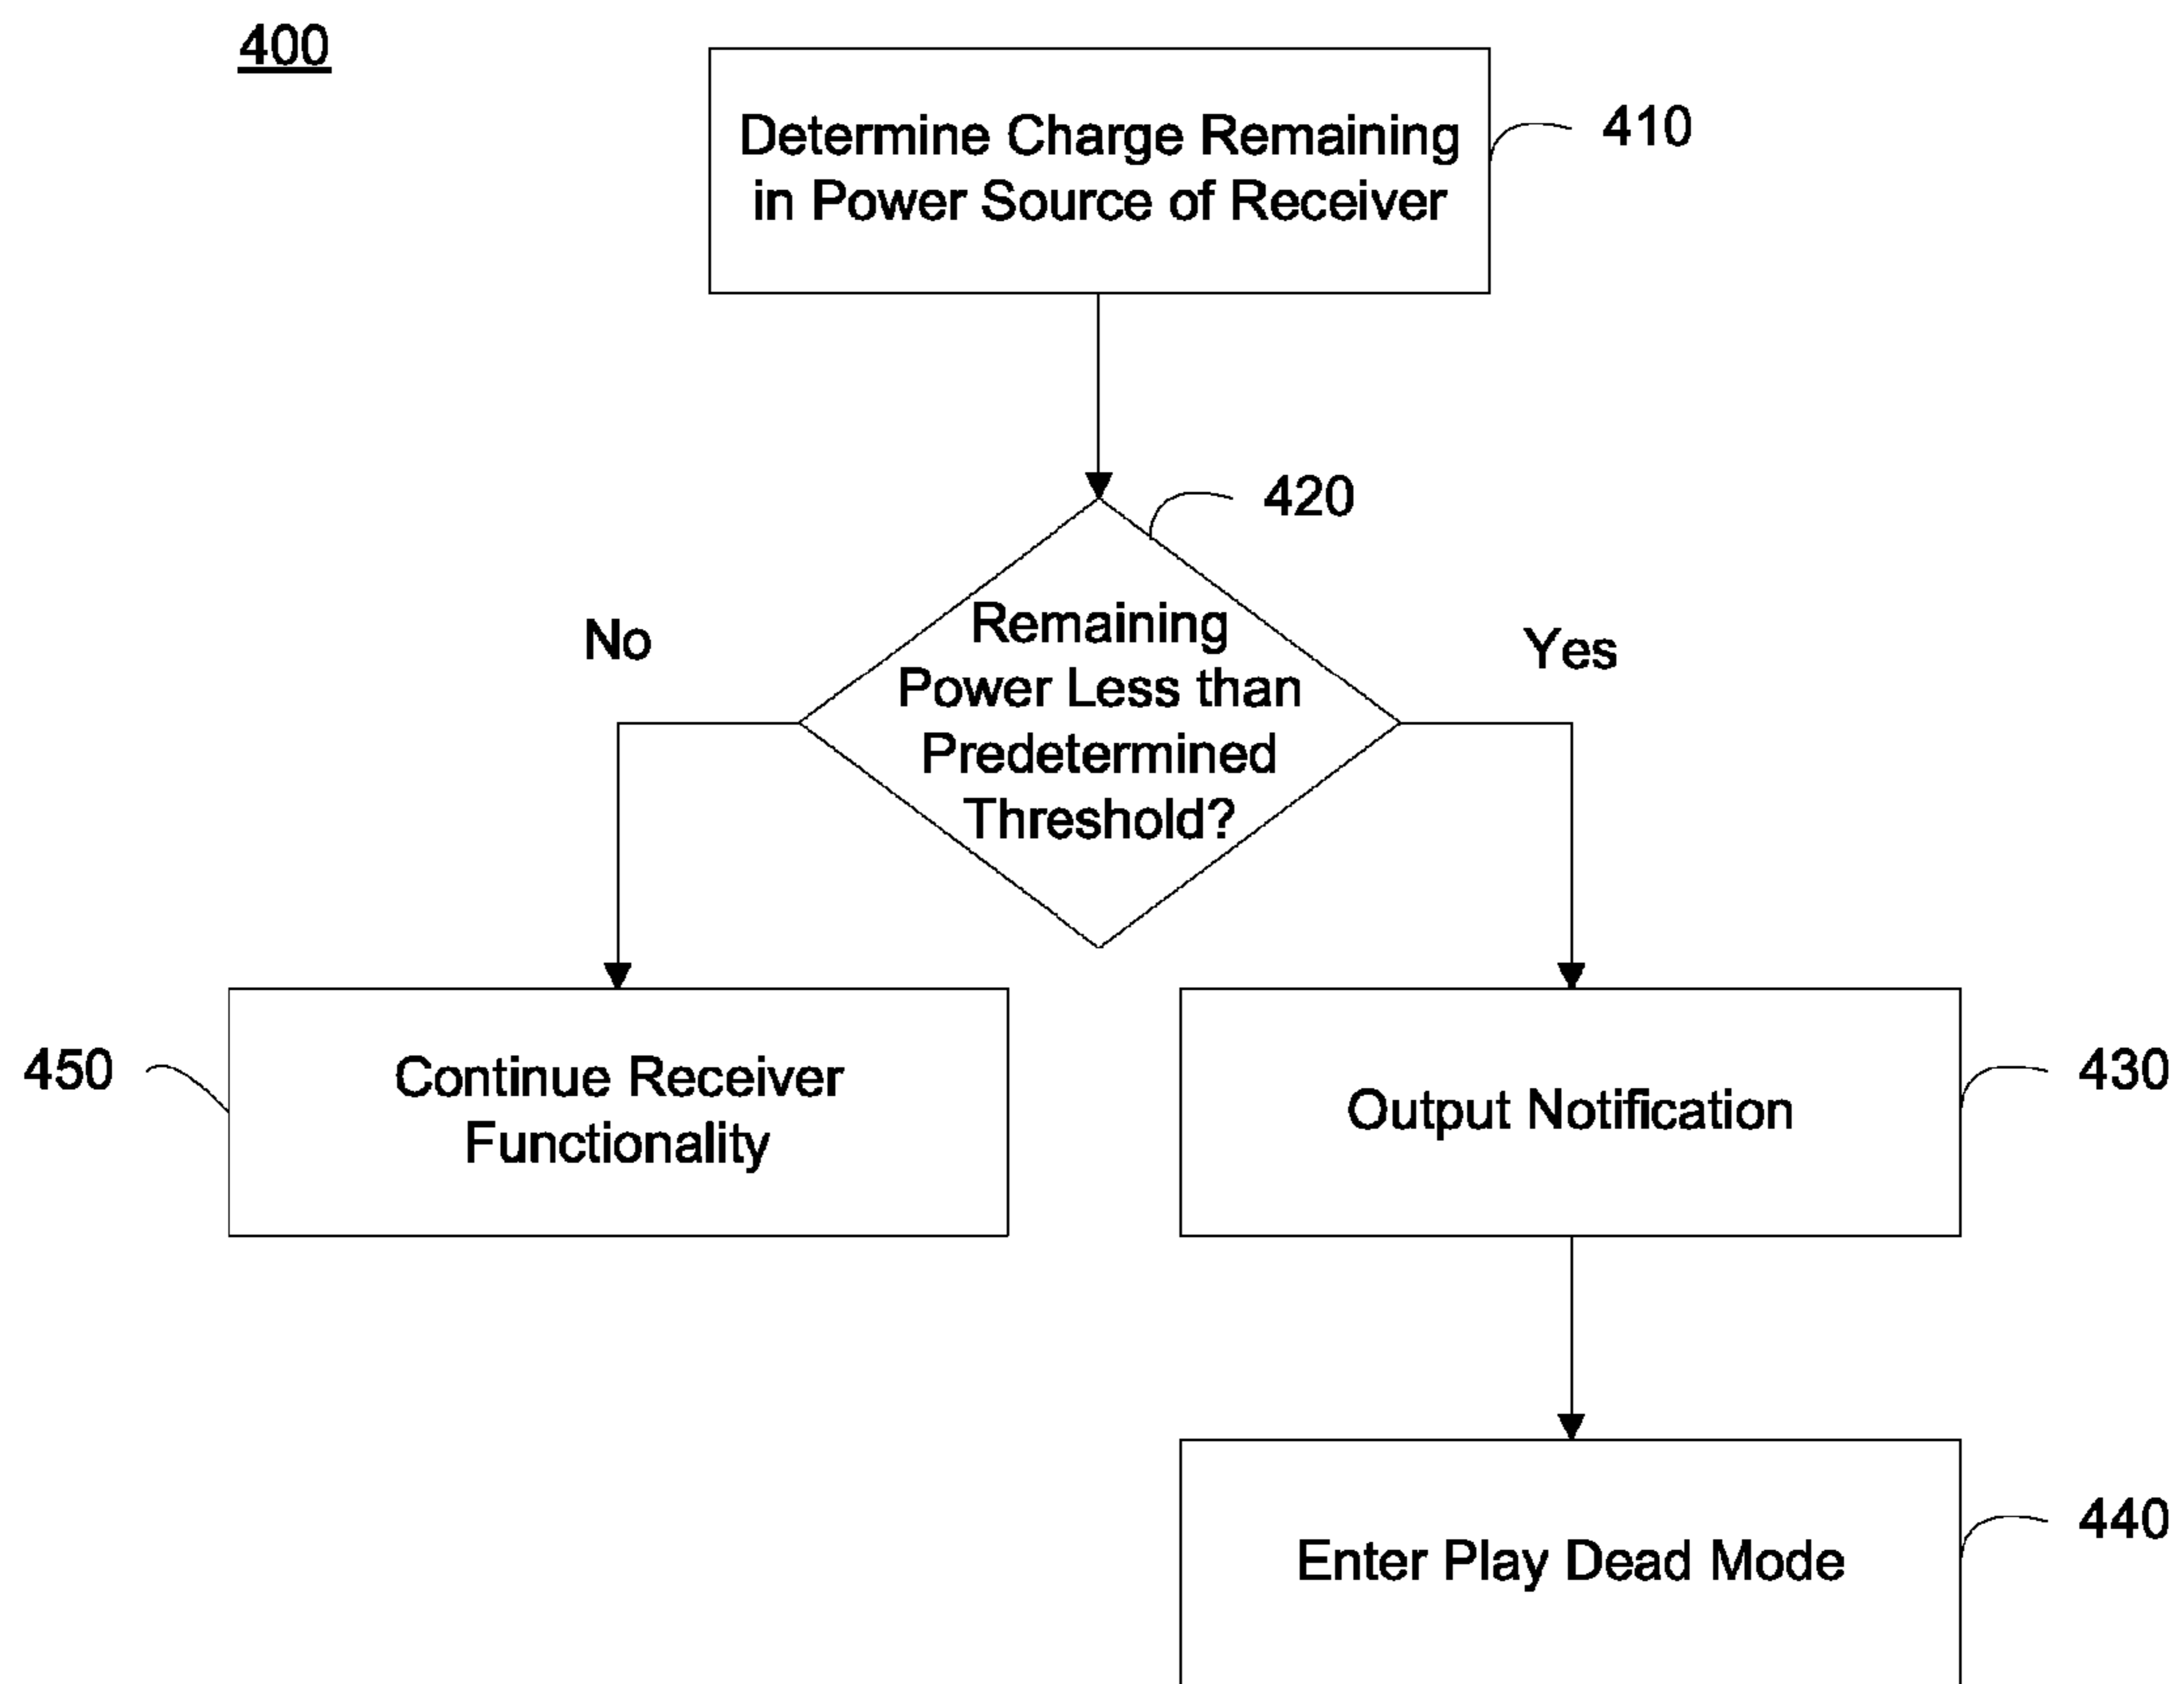 400
Determine Charge Remaining
in Power Source of Receiver
410
420
Remaining
Power Less than
Predetermined
Threshold?
No
Yes
450
Continue Receiver
Functionality
Output Notification
430
Enter Play Dead Mode
440